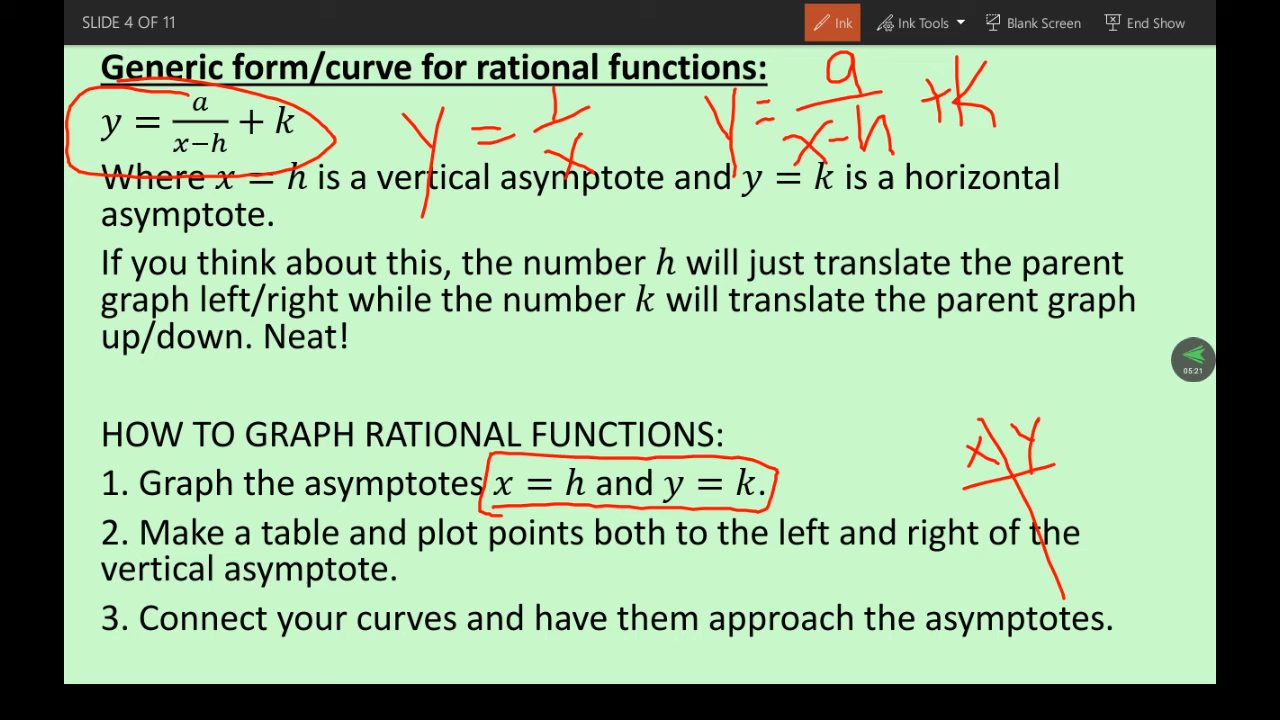 SLIDE 4 OF 11 Ink Ink Tools Blank Screen End Show
Generic form/curve for rational functions:
y = a/(x−h) + k
y = 1/x
y = a/(x-h) + k
Where x = h is a vertical asymptote and y = k is a horizontal
asymptote.
If you think about this, the number h will just translate the parent
graph left/right while the number k will translate the parent graph
up/down. Neat!
05:21
HOW TO GRAPH RATIONAL FUNCTIONS:
x y
1. Graph the asymptotes x = h and y = k.
2. Make a table and plot points both to the left and right of the
vertical asymptote.
3. Connect your curves and have them approach the asymptotes.